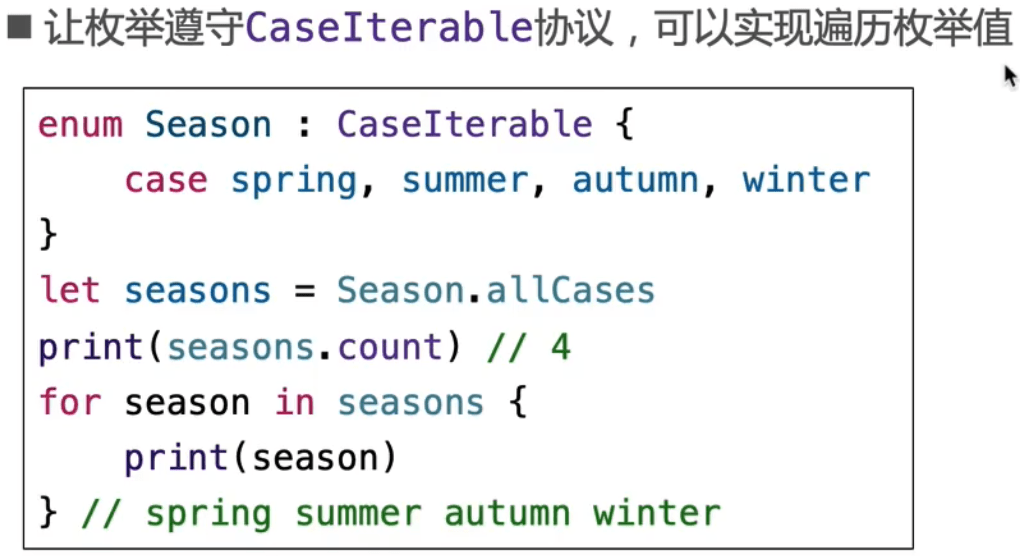 ■ 让枚举遵守CaseIterable协议，可以实现遍历枚举值
enum Season : CaseIterable {
    case spring, summer, autumn, winter
}
let seasons = Season.allCases
print(seasons.count) // 4
for season in seasons {
    print(season)
} // spring summer autumn winter